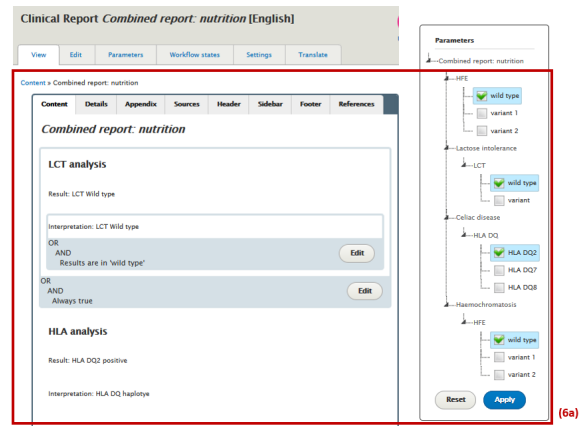 Clinical Report Combined report: nutrition [English]
View Edit Parameters Workflow states Settings Translate
Content » Combined report: nutrition
Content Details Appendix Sources Header Sidebar Footer References
Combined report: nutrition
LCT analysis
Result: LCT Wild type
Interpretation: LCT Wild type
OR
AND
Results are in 'wild type'
Edit
OR
AND
Always true
Edit
HLA analysis
Result: HLA DQ2 positive
Interpretation: HLA DQ haplotye
Parameters
Combined report: nutrition
HFE
wild type
variant 1
variant 2
Lactose intolerance
LCT
wild type
variant
Celiac disease
HLA DQ
HLA DQ2
HLA DQ7
HLA DQ8
Haemochromatosis
HFE
wild type
variant 1
variant 2
Reset Apply
(6a)